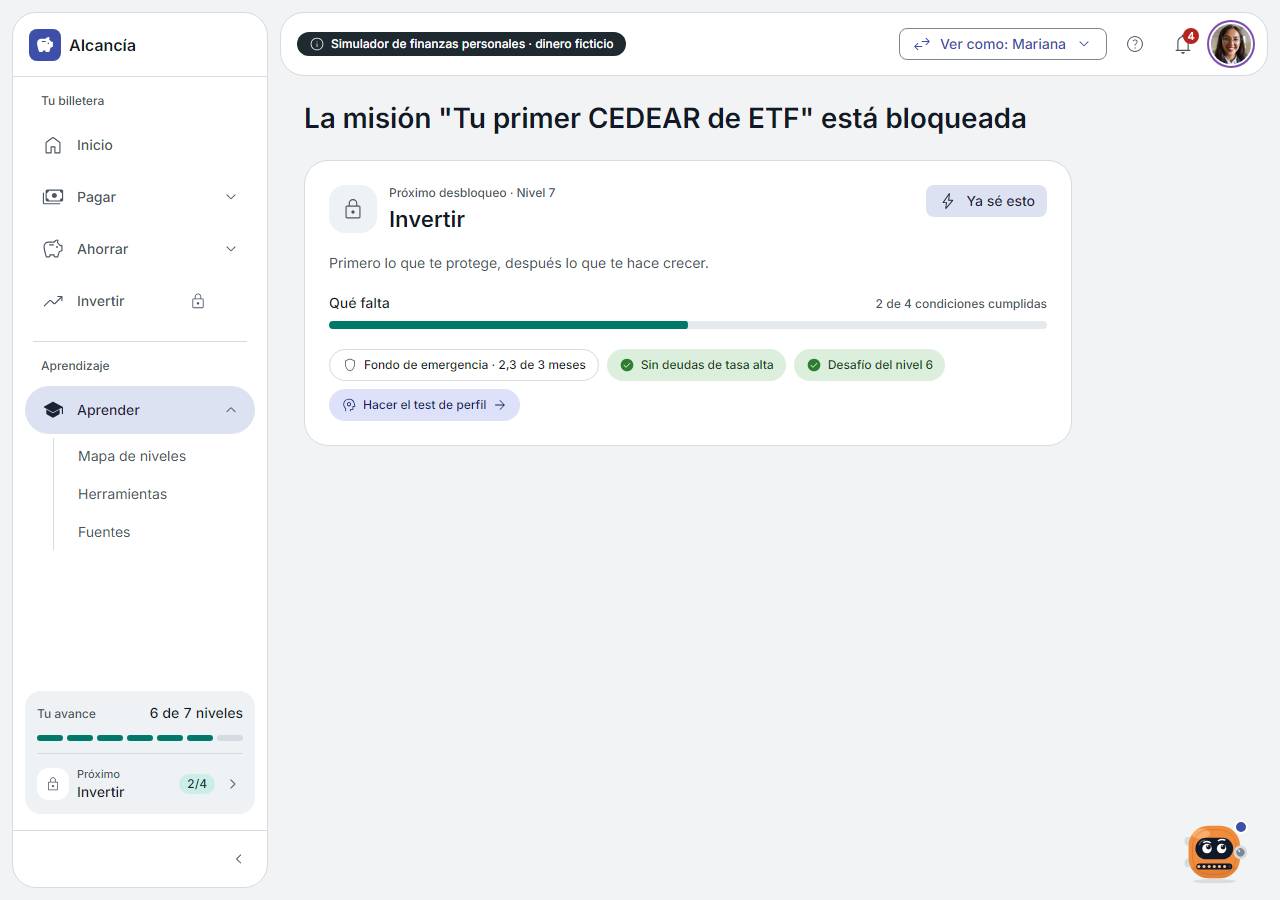 Alcancía
Simulador de finanzas personales · dinero ficticio
Ver como: Mariana
4
Tu billetera
Inicio
Pagar
Ahorrar
Invertir
Aprendizaje
Aprender
Mapa de niveles
Herramientas
Fuentes
Tu avance
6 de 7 niveles
Próximo
Invertir
2/4
La misión "Tu primer CEDEAR de ETF" está bloqueada
Próximo desbloqueo · Nivel 7
Invertir
Ya sé esto
Primero lo que te protege, después lo que te hace crecer.
Qué falta
2 de 4 condiciones cumplidas
Fondo de emergencia · 2,3 de 3 meses
Sin deudas de tasa alta
Desafío del nivel 6
Hacer el test de perfil